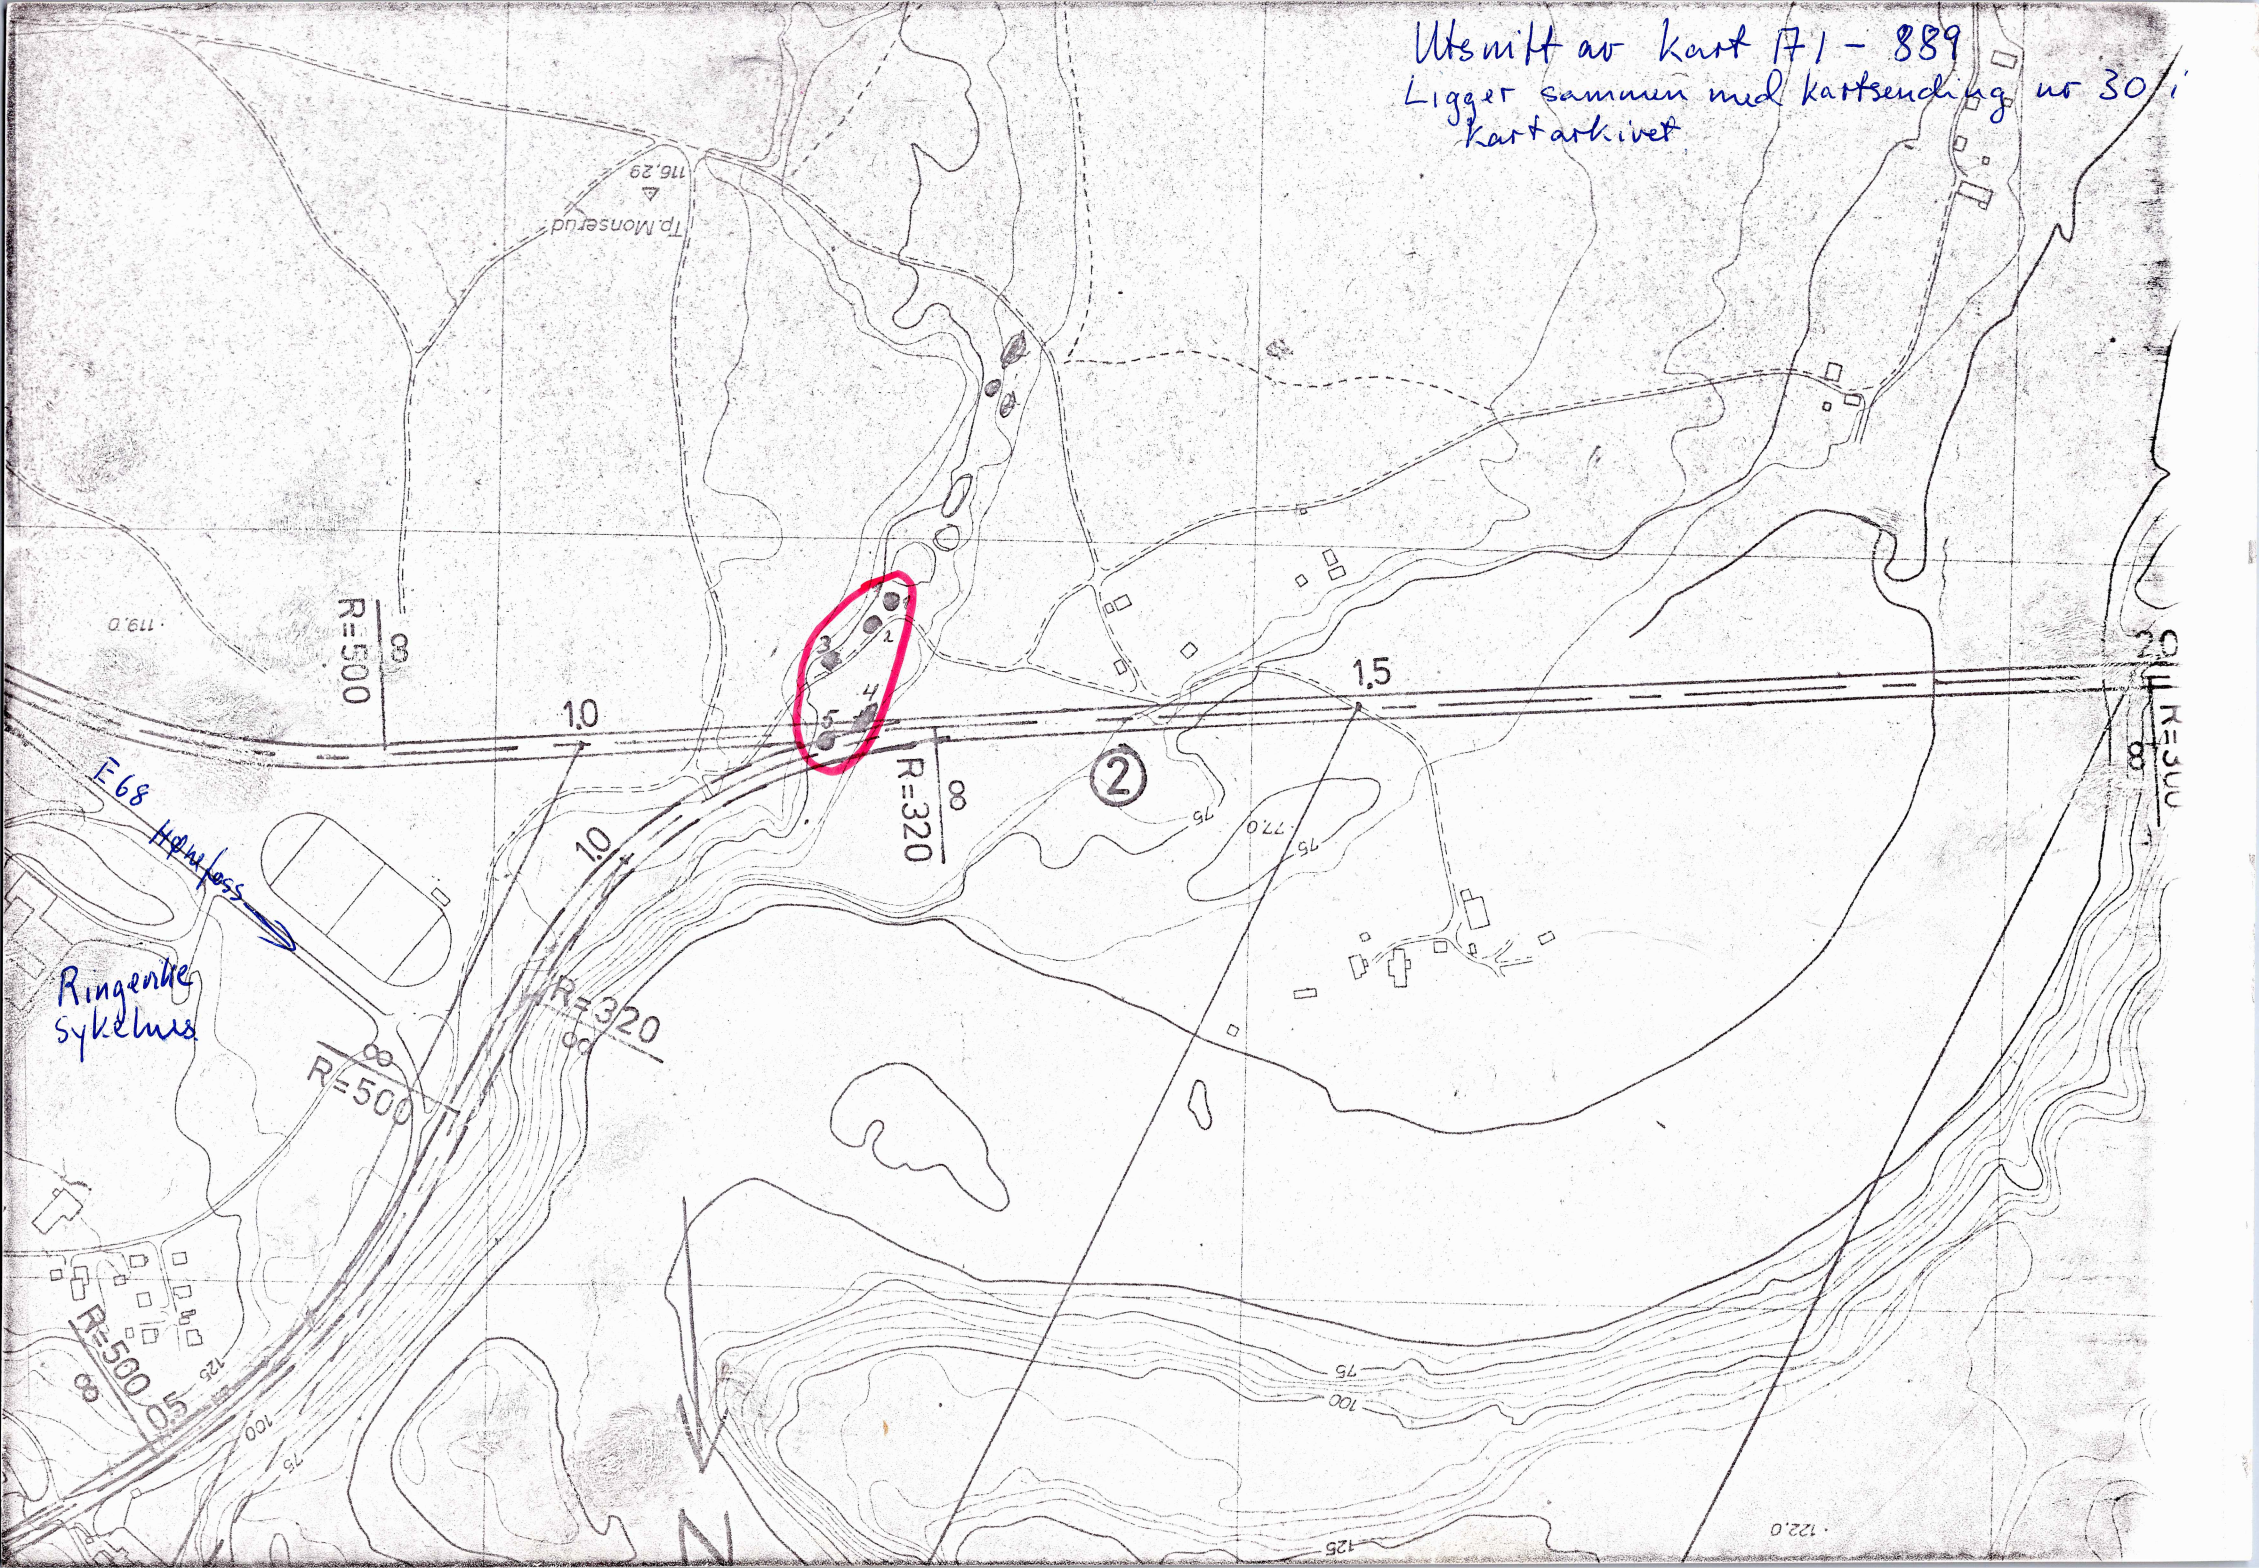 Utsnitt av kart 171 - 889
Ligger sammen med kartsending nr 30 i
kartarkivet
116,29
Tp.Monserud
119.0
R=500
∞
1
2
3
4
5
1.0
1.5
2.0
R=300
∞
E68
Hønefoss
R=320
∞
2
75
77.0
75
1.0
Ringerike
Sykehus
R=320
∞
∞
R=500
R=500
∞
0.5
125
100
75
75
100
125
122.0
N